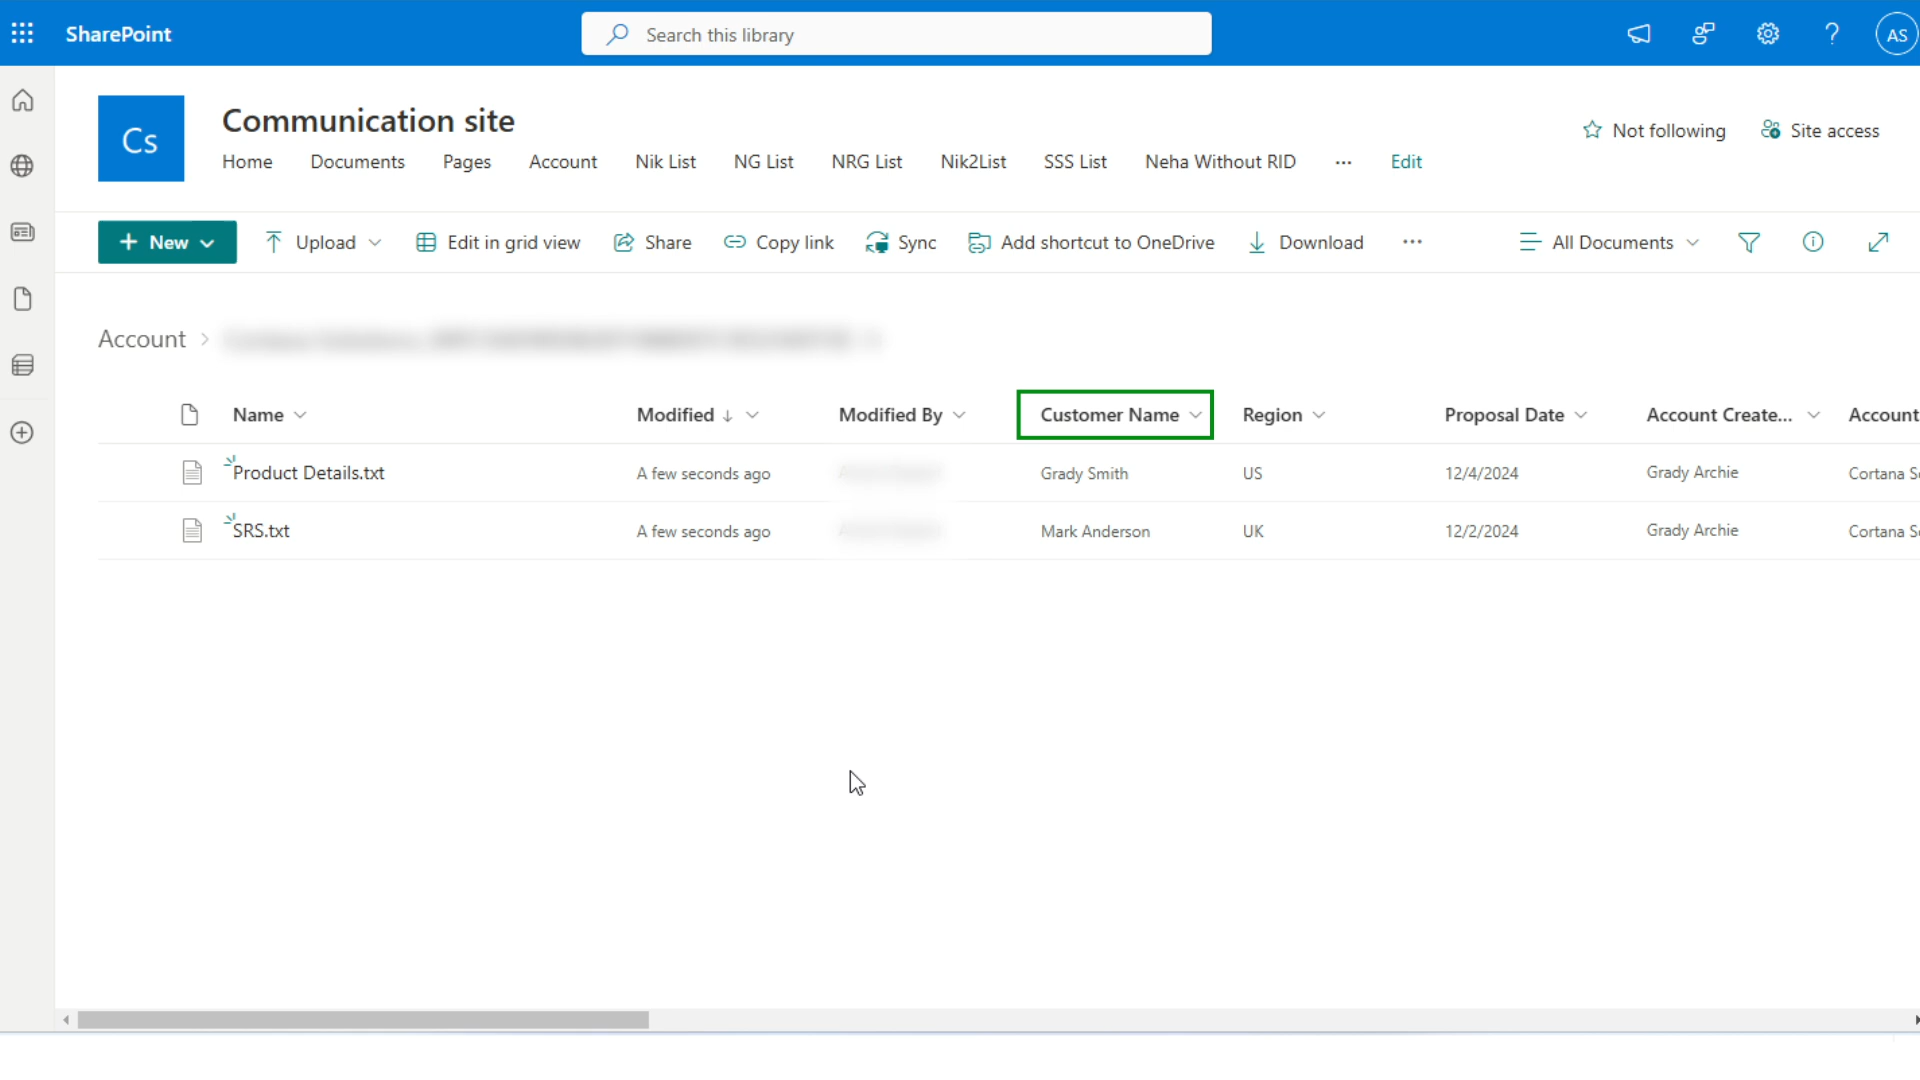 SharePoint
Search this library
AS
Cs
Communication site
Not following
Site access
Home Documents Pages Account Nik List NG List NRG List Nik2List SSS List Neha Without RID ··· Edit
+ New Upload Edit in grid view Share Copy link Sync Add shortcut to OneDrive Download ··· All Documents
Account >
Name Modified ↓ Modified By Customer Name Region Proposal Date Account Create... Account
Product Details.txt A few seconds ago Grady Smith US 12/4/2024 Grady Archie Cortana
SRS.txt A few seconds ago Mark Anderson UK 12/2/2024 Grady Archie Cortana